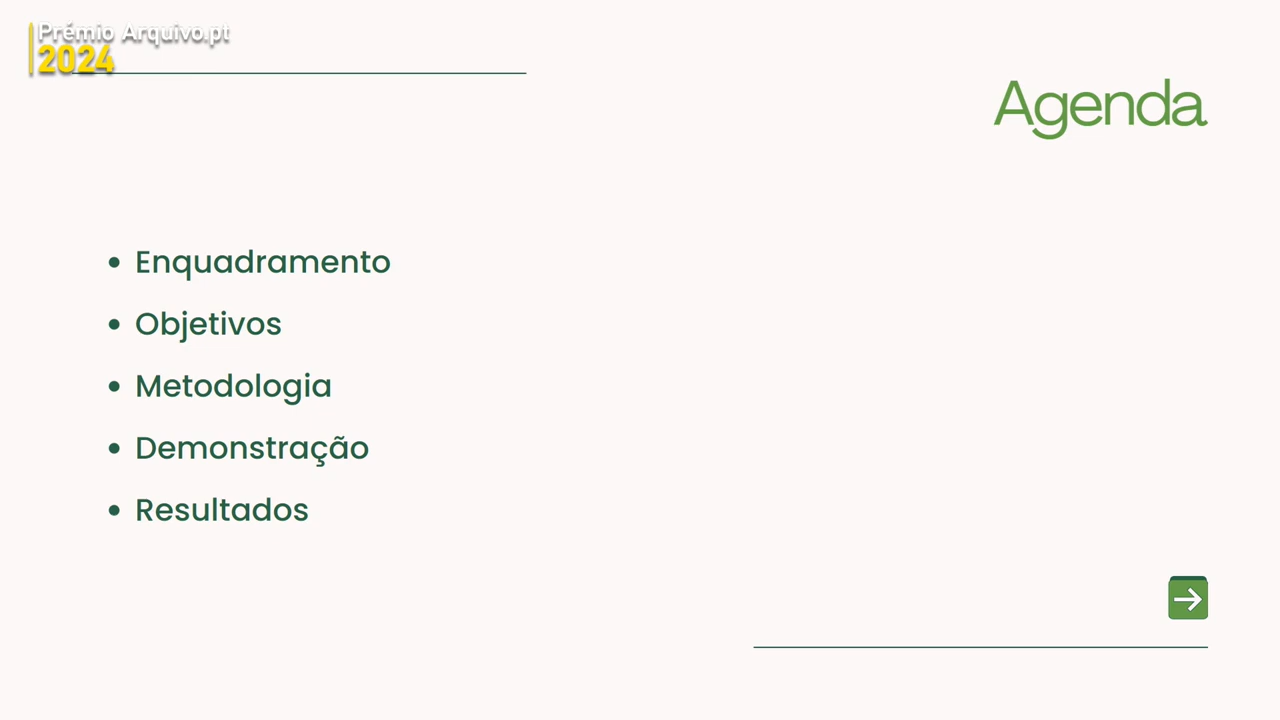 Prémio Arquivo.pt
2024
Agenda
• Enquadramento
• Objetivos
• Metodologia
• Demonstração
• Resultados